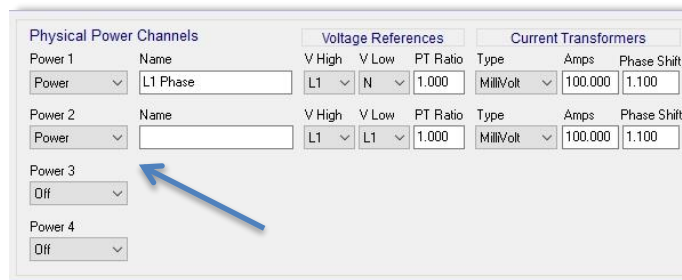 Physical Power Channels Voltage References Current Transformers
Power 1 Name V High V Low PT Ratio Type Amps Phase Shift
Power L1 Phase L1 N 1.000 MilliVolt 100.000 1.100
Power 2 Name V High V Low PT Ratio Type Amps Phase Shift
Power L1 L1 1.000 MilliVolt 100.000 1.100
Power 3
Off
Power 4
Off